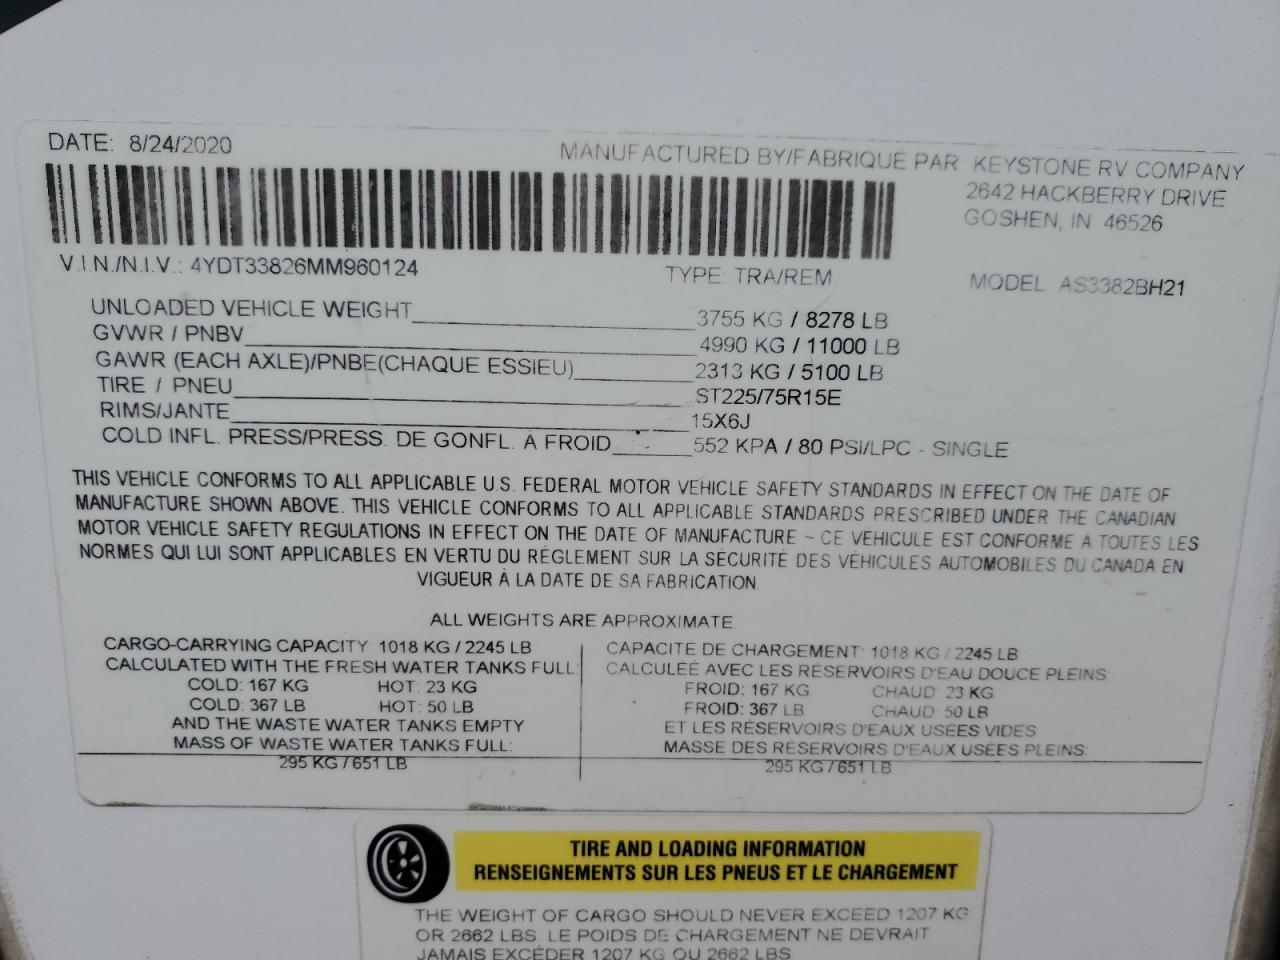 DATE: 8/24/2020
MANUFACTURED BY/FABRIQUÉ PAR KEYSTONE RV COMPANY
2642 HACKBERRY DRIVE
GOSHEN, IN 46526
V.I.N./N.I.V.: 4YDT33826MM960124 TYPE: TRA/REM MODEL: AS3382BH21
UNLOADED VEHICLE WEIGHT 3755 KG / 8278 LB
GVWR / PNBV 4990 KG / 11000 LB
GAWR (EACH AXLE)/PNBE(CHAQUE ESSIEU) 2313 KG / 5100 LB
TIRE / PNEU ST225/75R15E
RIMS/JANTE 15X6J
COLD INFL. PRESS/PRESS. DE GONFL. À FROID 552 KPA / 80 PSI/LPC - SINGLE
THIS VEHICLE CONFORMS TO ALL APPLICABLE U.S. FEDERAL MOTOR VEHICLE SAFETY STANDARDS IN EFFECT ON THE DATE OF
MANUFACTURE SHOWN ABOVE. THIS VEHICLE CONFORMS TO ALL APPLICABLE STANDARDS PRESCRIBED UNDER THE CANADIAN
MOTOR VEHICLE SAFETY REGULATIONS IN EFFECT ON THE DATE OF MANUFACTURE ~ CE VÉHICULE EST CONFORME A TOUTES LES
NORMES QUI LUI SONT APPLICABLES EN VERTU DU RÈGLEMENT SUR LA SÉCURITÉ DES VÉHICULES AUTOMOBILES DU CANADA EN
VIGUEUR À LA DATE DE SA FABRICATION
ALL WEIGHTS ARE APPROXIMATE
CARGO-CARRYING CAPACITY: 1018 KG / 2245 LB
CALCULATED WITH THE FRESH WATER TANKS FULL:
COLD: 167 KG HOT: 23 KG
COLD: 367 LB HOT: 50 LB
AND THE WASTE WATER TANKS EMPTY
MASS OF WASTE WATER TANKS FULL:
295 KG / 651 LB
CAPACITÉ DE CHARGEMENT: 1018 KG / 2245 LB
CALCULÉE AVEC LES RÉSERVOIRS D'EAU DOUCE PLEINS:
FROID: 167 KG CHAUD: 23 KG
FROID: 367 LB CHAUD: 50 LB
ET LES RÉSERVOIRS D'EAUX USÉES VIDES
MASSE DES RÉSERVOIRS D'EAUX USÉES PLEINS:
295 KG / 651 LB
TIRE AND LOADING INFORMATION
RENSEIGNEMENTS SUR LES PNEUS ET LE CHARGEMENT
THE WEIGHT OF CARGO SHOULD NEVER EXCEED 1207 KG
OR 2662 LBS. LE POIDS DE CHARGEMENT NE DEVRAIT
JAMAIS EXCÉDER 1207 KG OU 2662 LBS.